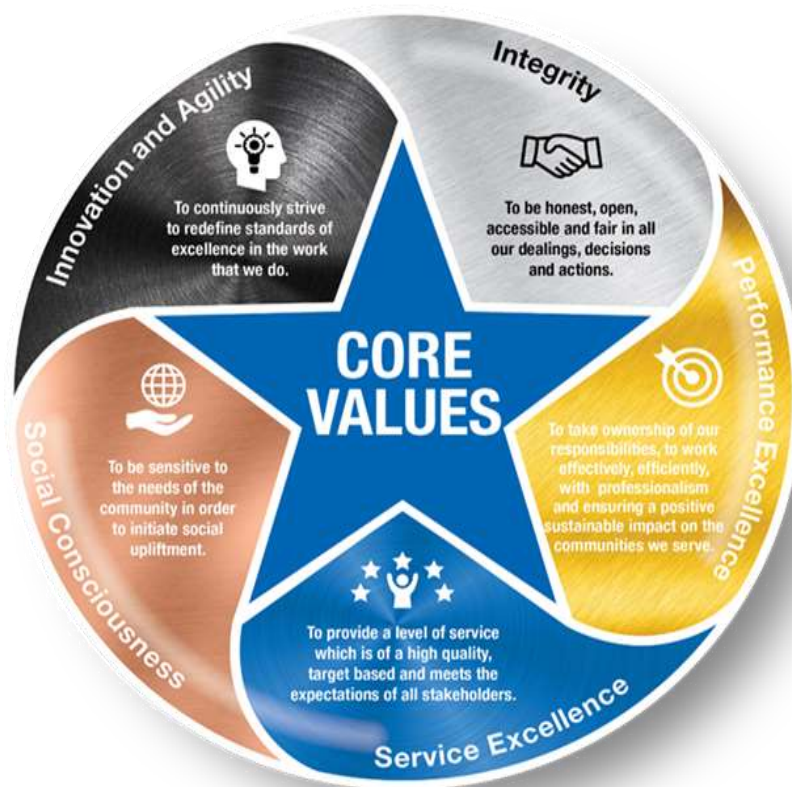 CORE
VALUES
Integrity
To be honest, open,
accessible and fair in all
our dealings, decisions
and actions.
Performance Excellence
To take ownership of our
responsibilities, to work
effectively, efficiently,
with professionalism
and ensuring a positive
sustainable impact on the
communities we serve.
Service Excellence
To provide a level of service
which is of a high quality,
target based and meets the
expectations of all stakeholders.
Social Consciousness
To be sensitive to
the needs of the
community in order
to initiate social
upliftment.
Innovation and Agility
To continuously strive
to redefine standards of
excellence in the work
that we do.